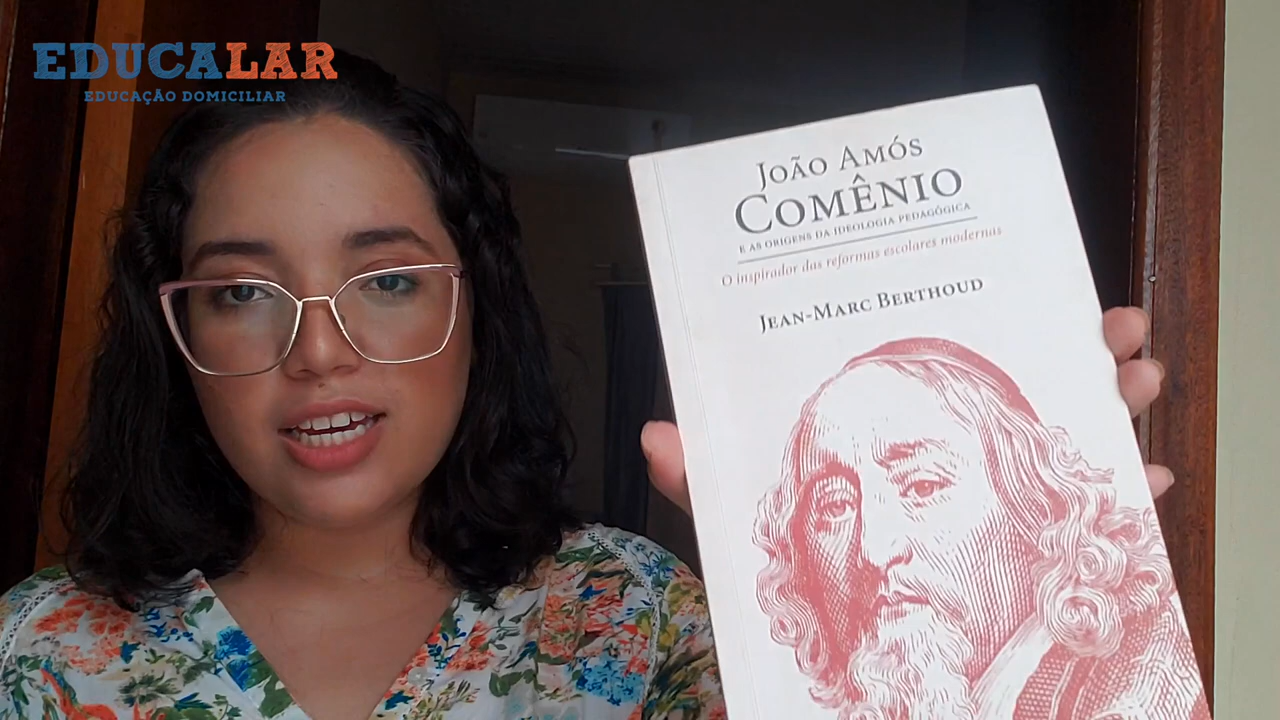 EDUCALAR
EDUCAÇÃO DOMICILIAR
JOÃO AMÓS
COMÊNIO
E AS ORIGENS DA IDEOLOGIA PEDAGÓGICA
O inspirador das reformas escolares modernas
JEAN-MARC BERTHOUD